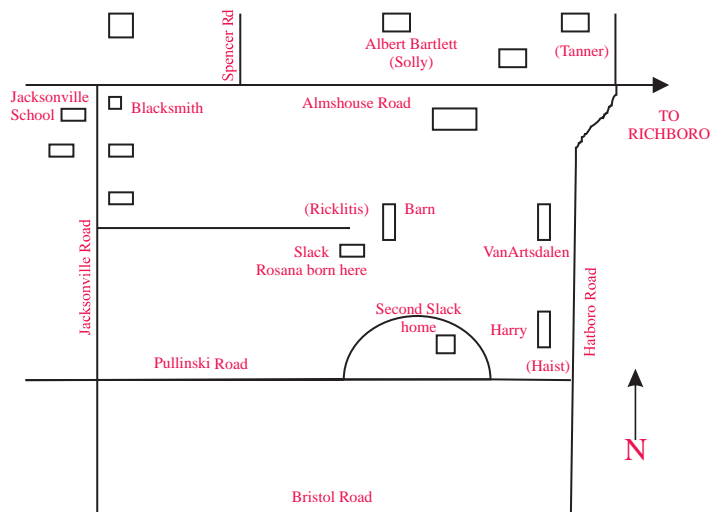 Spencer Rd
Albert Bartlett
(Solly)
(Tanner)
Jacksonville
School
Blacksmith
Almshouse Road
TO
RICHBORO
(Ricklitis)
Barn
Slack
Rosana born here
VanArtsdalen
Jacksonville Road
Hatboro Road
Second Slack
home
Harry
(Haist)
Pullinski Road
N
Bristol Road